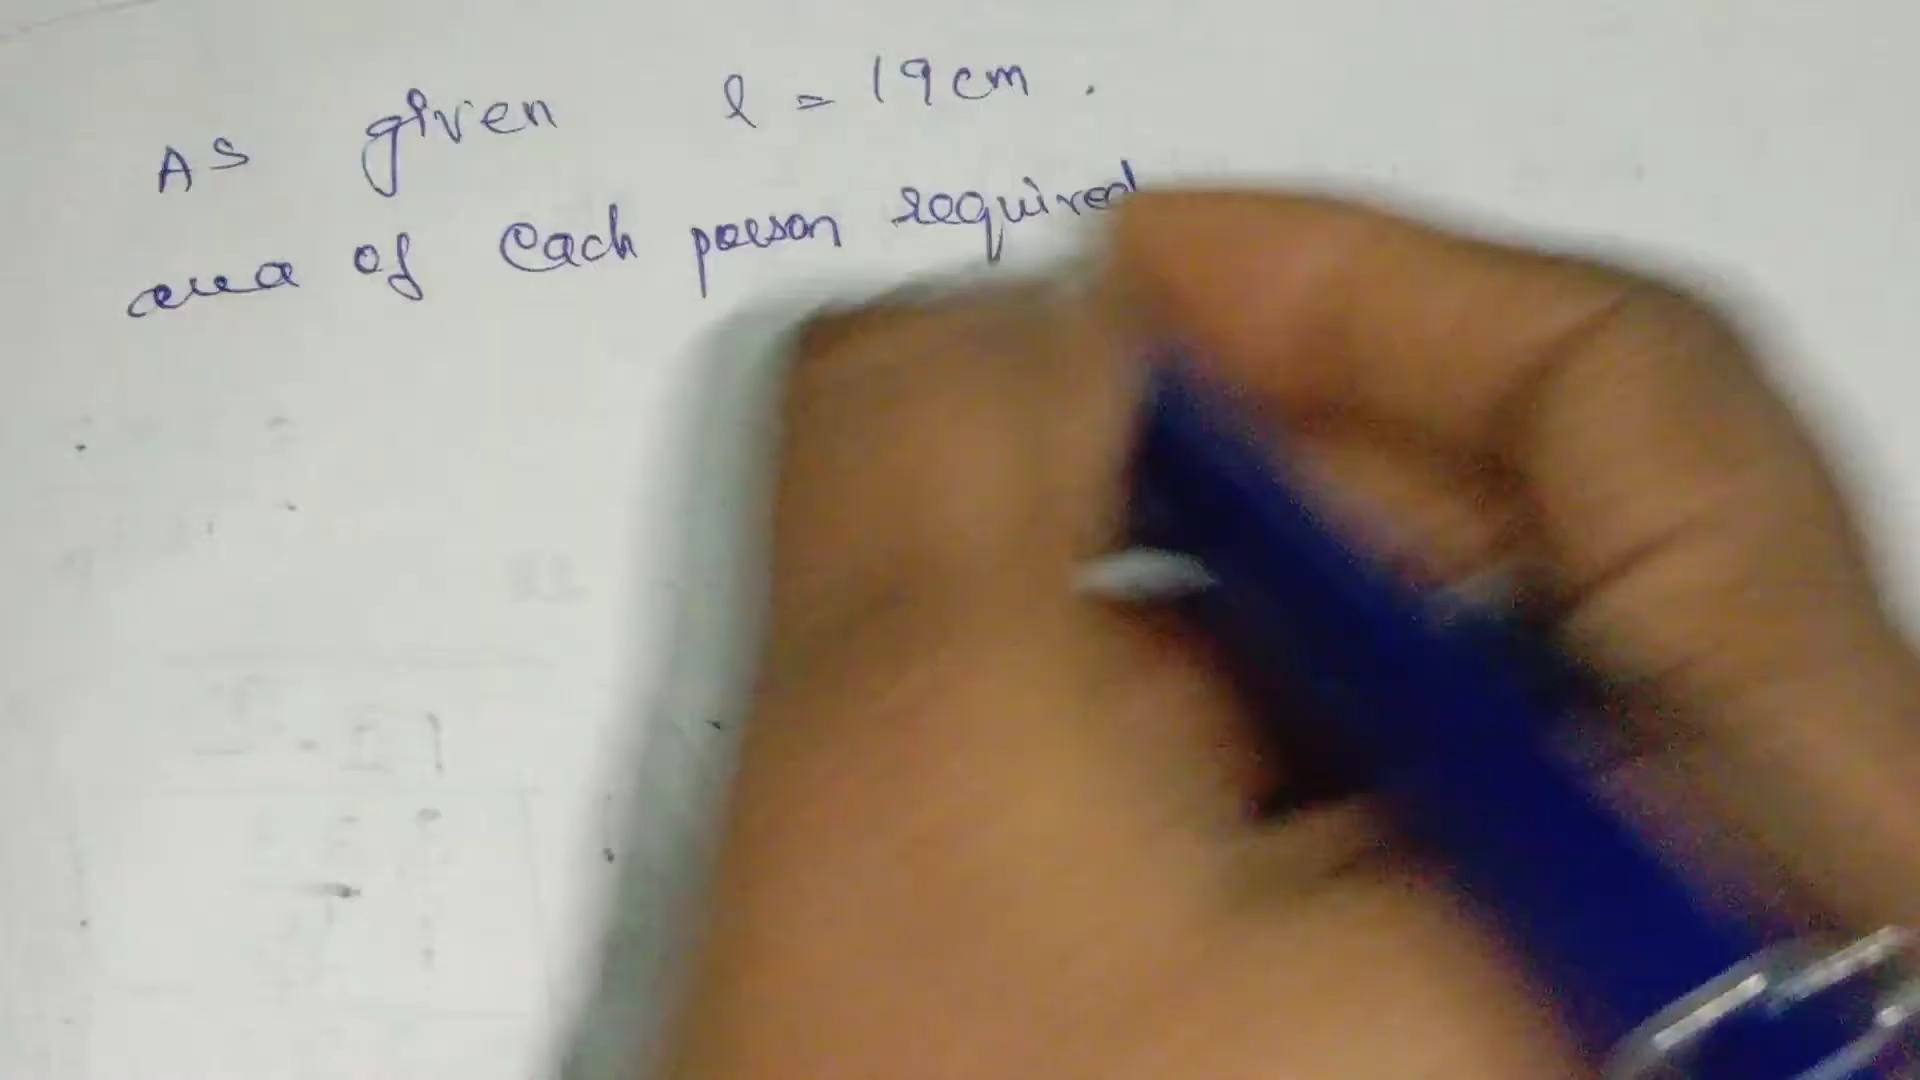 As given l = 19cm .
area of each person required